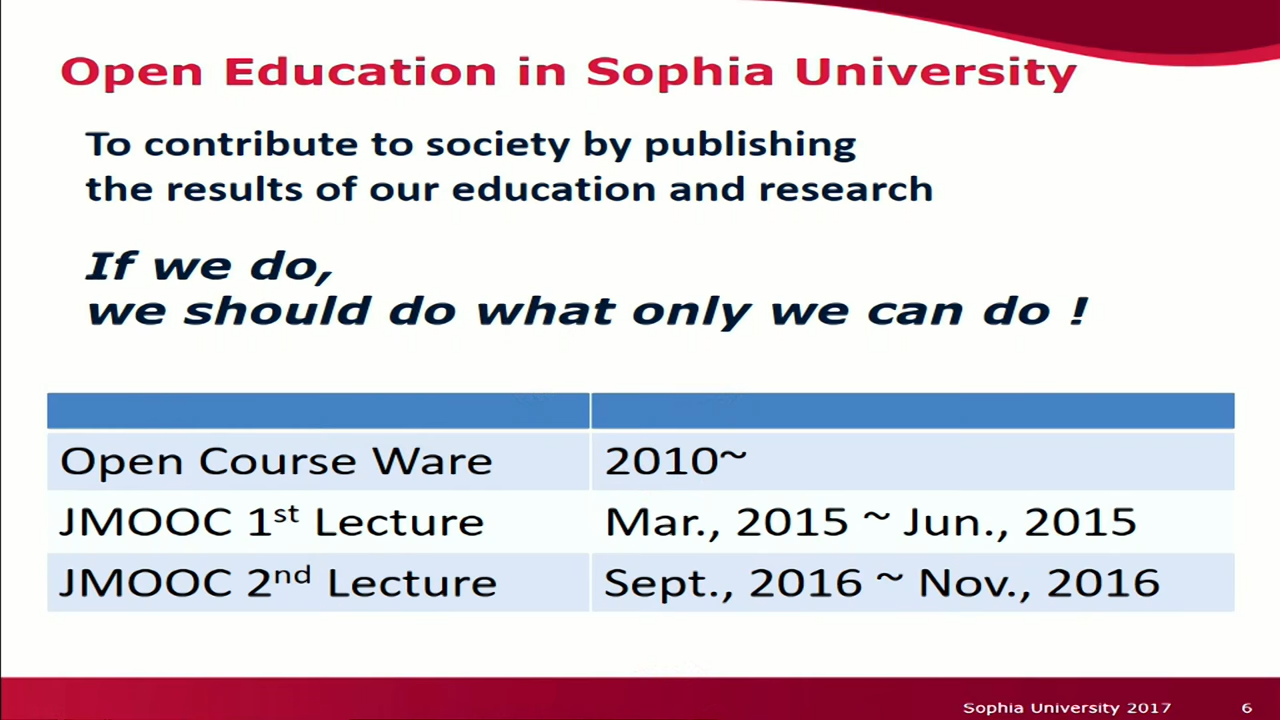 Open Education in Sophia University
To contribute to society by publishing
the results of our education and research
If we do,
we should do what only we can do !
Open Course Ware 2010~
JMOOC 1st Lecture Mar., 2015 ~ Jun., 2015
JMOOC 2nd Lecture Sept., 2016 ~ Nov., 2016
Sophia University 2017 6